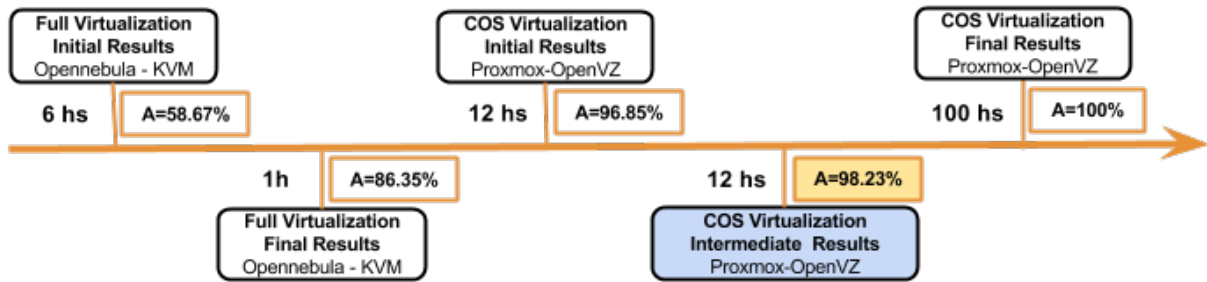 Full Virtualization
Initial Results
Opennebula - KVM
6 hs
A=58.67%
1h
A=86.35%
Full Virtualization
Final Results
Opennebula - KVM
COS Virtualization
Initial Results
Proxmox-OpenVZ
12 hs
A=96.85%
12 hs
A=98.23%
COS Virtualization
Intermediate Results
Proxmox-OpenVZ
COS Virtualization
Final Results
Proxmox-OpenVZ
100 hs
A=100%